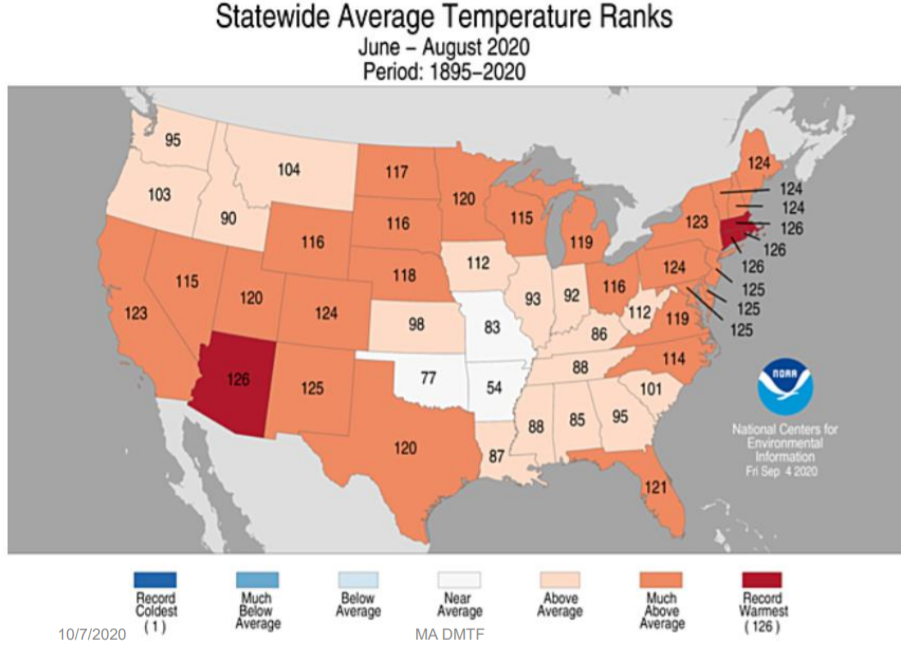 Statewide Average Temperature Ranks
June – August 2020
Period: 1895–2020
95
104
117
124
103
90
120
124
124
123
126
126
126
125
125
125
116
116
115
119
118
112
115
120
124
123
98
93
92
116
124
112
119
83
86
88
114
126
125
77
54
101
120
88
85
95
87
121
NOAA
National Centers for
Environmental
Information
Fri Sep 4 2020
Record
Coldest
(1)
Much
Below
Average
Below
Average
Near
Average
Above
Average
Much
Above
Average
Record
Warmest
(126)
10/7/2020
MA DMTF